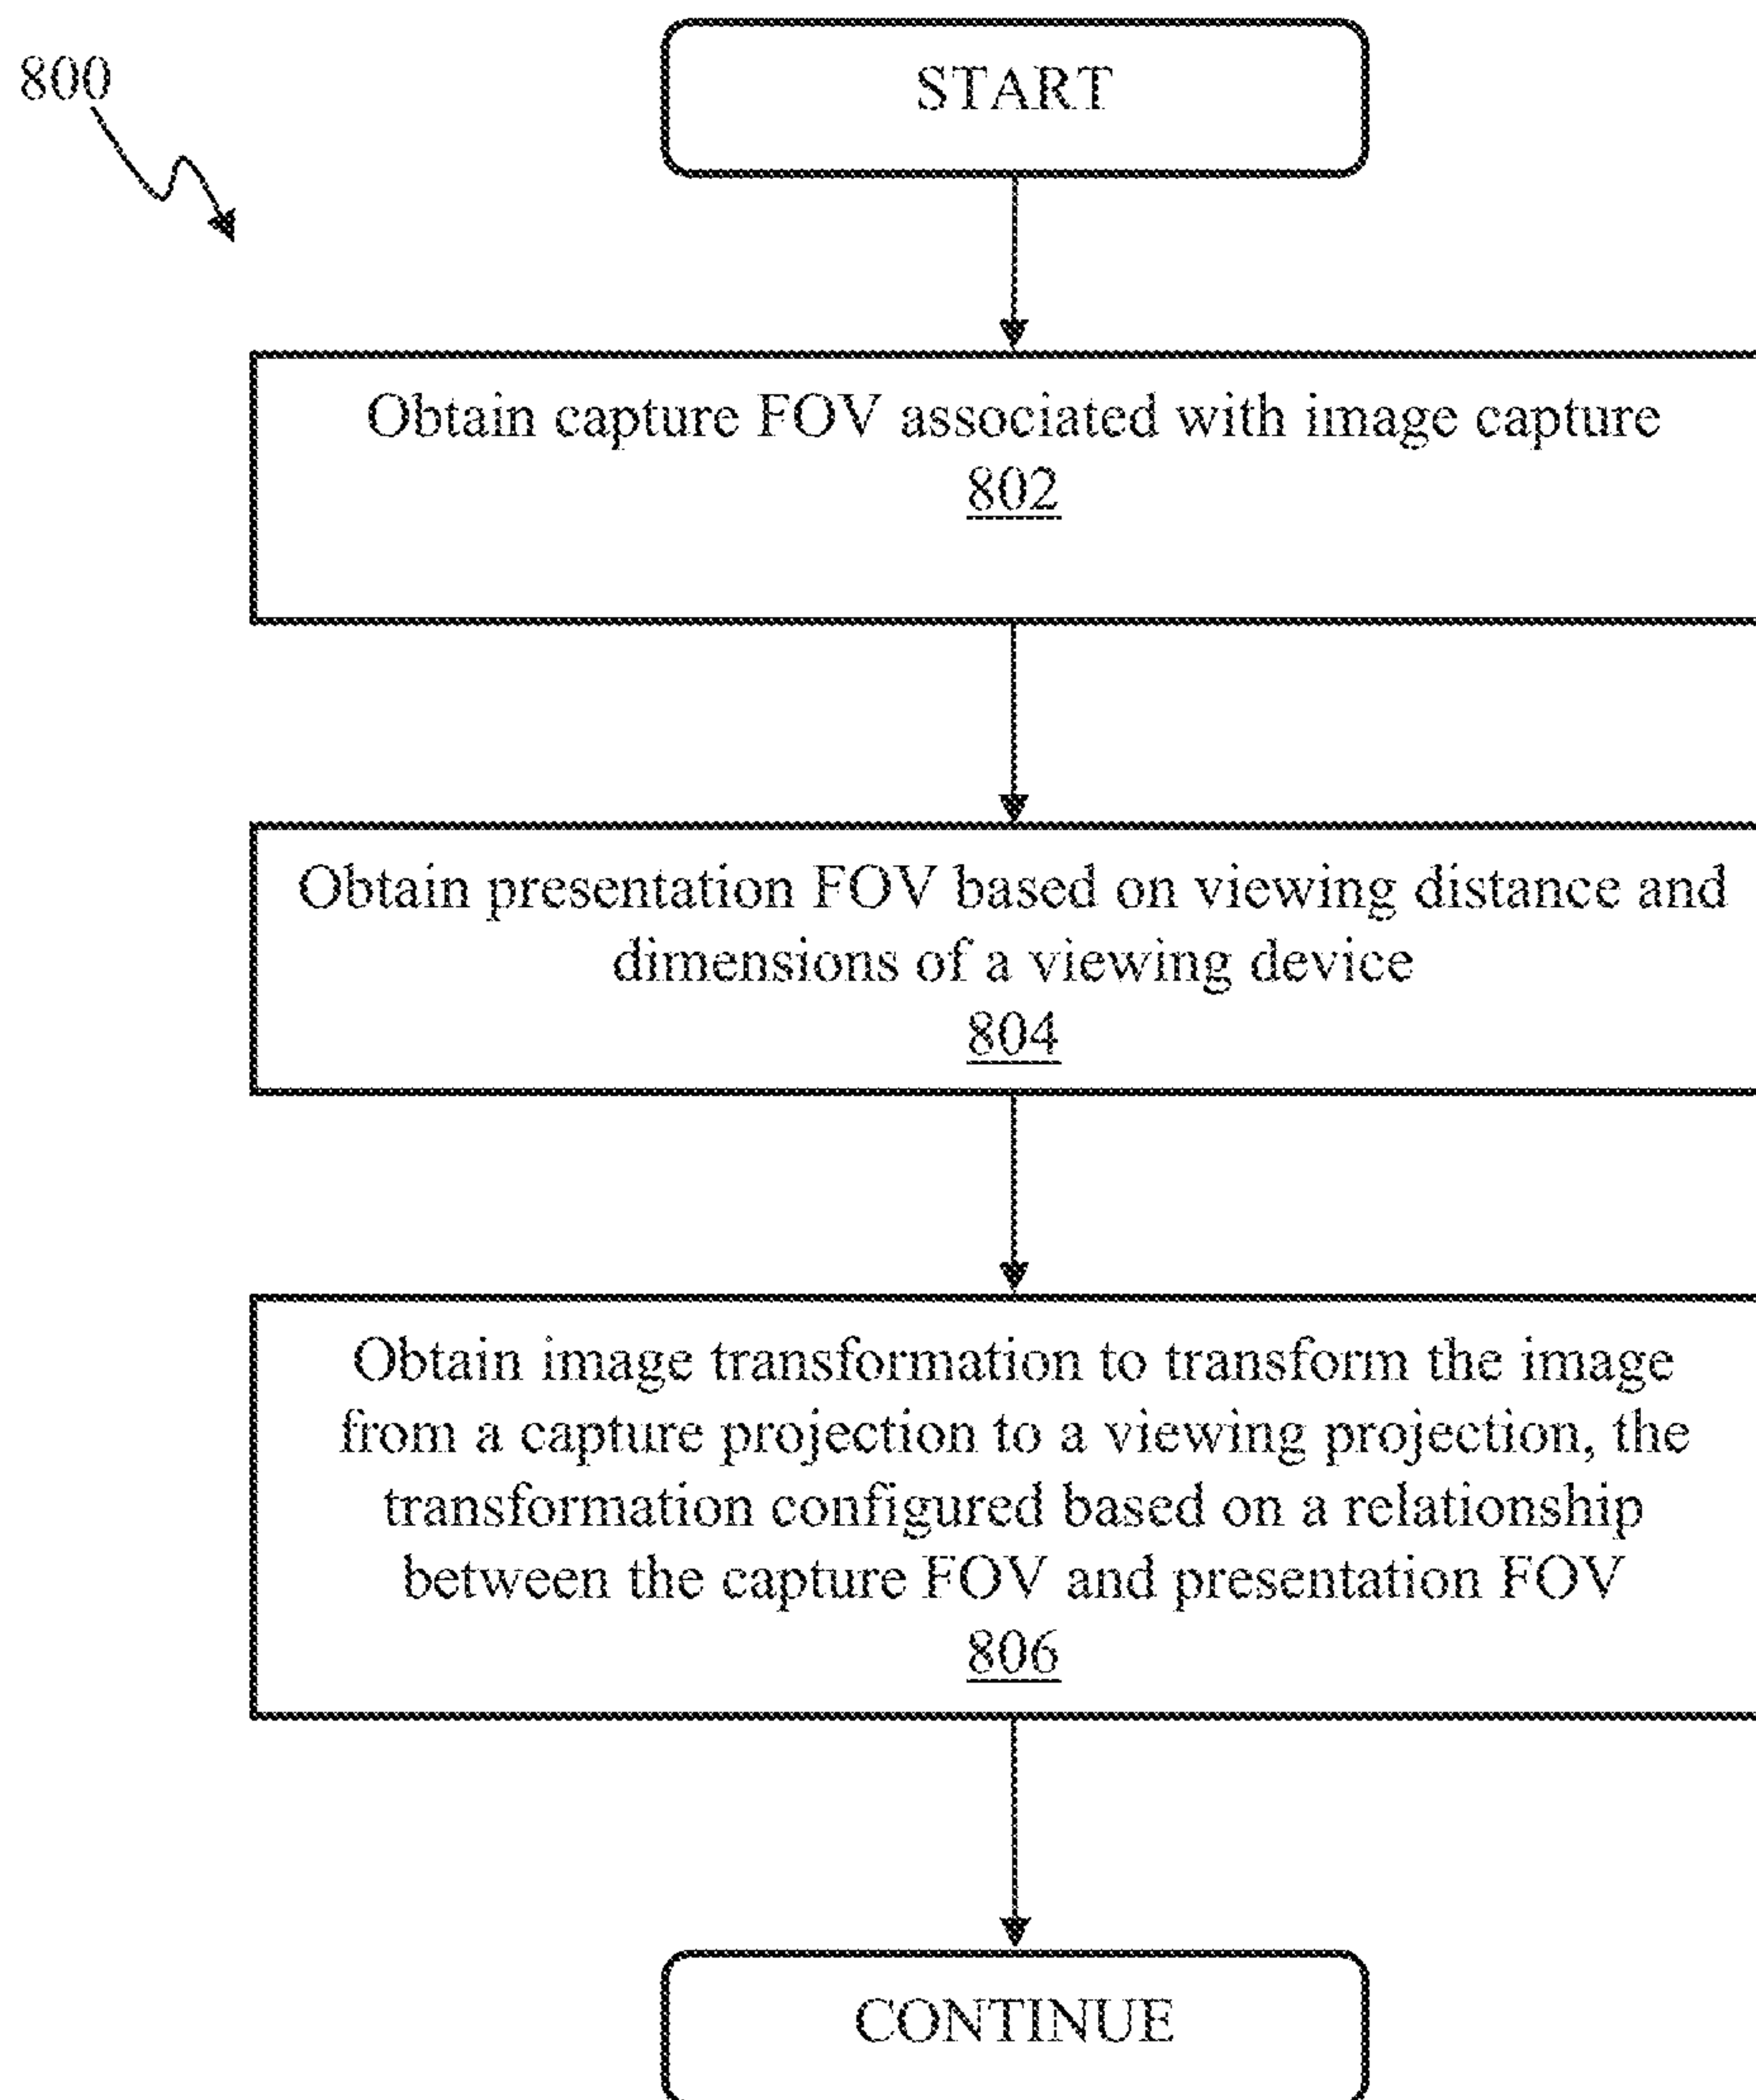 800
START
Obtain capture FOV associated with image capture
802
Obtain presentation FOV based on viewing distance and
dimensions of a viewing device
804
Obtain image transformation to transform the image
from a capture projection to a viewing projection, the
transformation configured based on a relationship
between the capture FOV and presentation FOV
806
CONTINUE